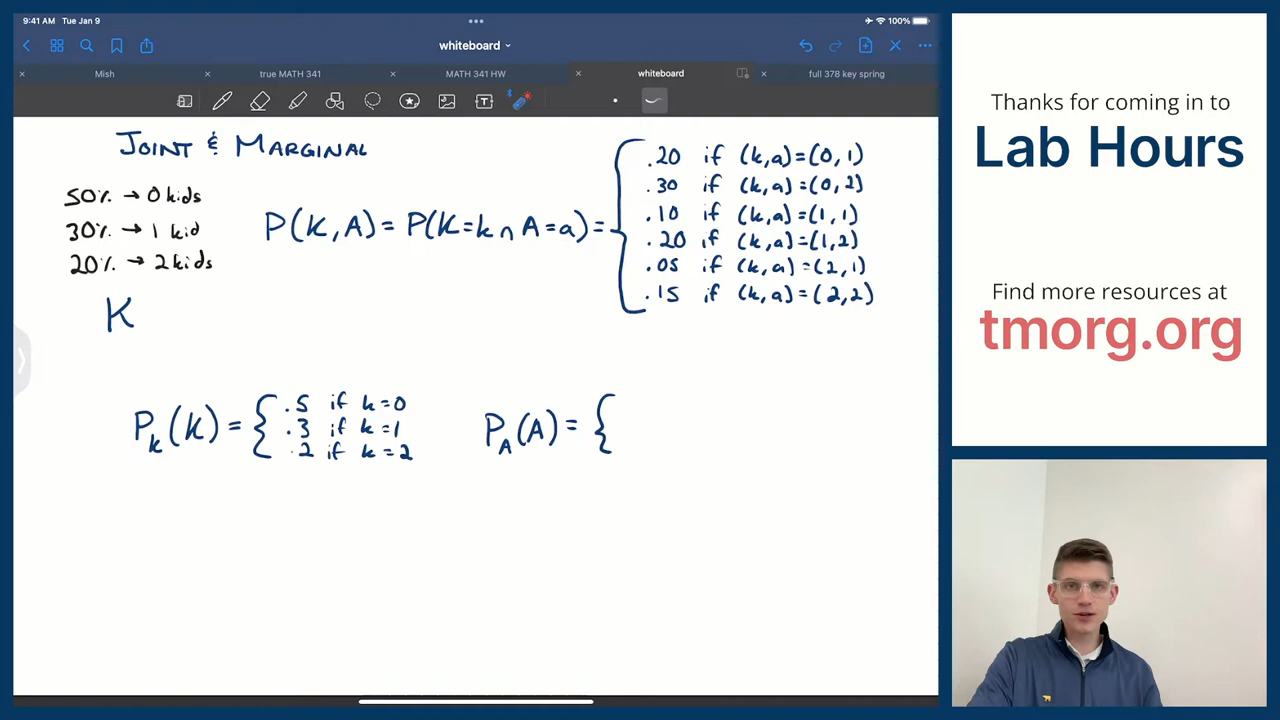 9:41 AM Tue Jan 9
100%
whiteboard
Mish
true MATH 341
MATH 341 HW
whiteboard
full 378 key spring
JOINT & MARGINAL
50% → 0 kids
30% → 1 kid
20% → 2 kids
K
P(K,A) = P(K=k ∩ A=a) =
.20 if (k,a)=(0,1)
.30 if (k,a)=(0,2)
.10 if (k,a)=(1,1)
.20 if (k,a)=(1,2)
.05 if (k,a)=(2,1)
.15 if (k,a)=(2,2)
P_K(K) = {
.5 if k=0
.3 if k=1
.2 if k=2
P_A(A) = {
Thanks for coming in to
Lab Hours
Find more resources at
tmorg.org